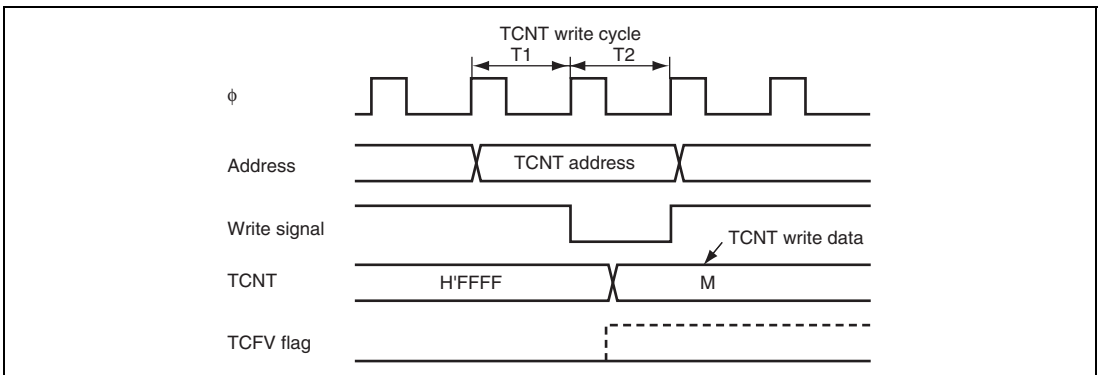 TCNT write cycle
T1 T2
ϕ
Address TCNT address
Write signal
TCNT write data
TCNT H'FFFF M
TCFV flag